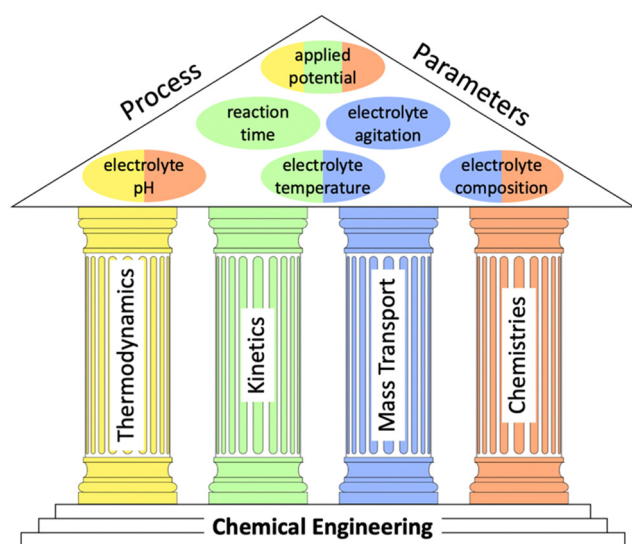 Process
Parameters
applied
potential
reaction
time
electrolyte
agitation
electrolyte
pH
electrolyte
temperature
electrolyte
composition
Thermodynamics
Kinetics
Mass Transport
Chemistries
Chemical Engineering